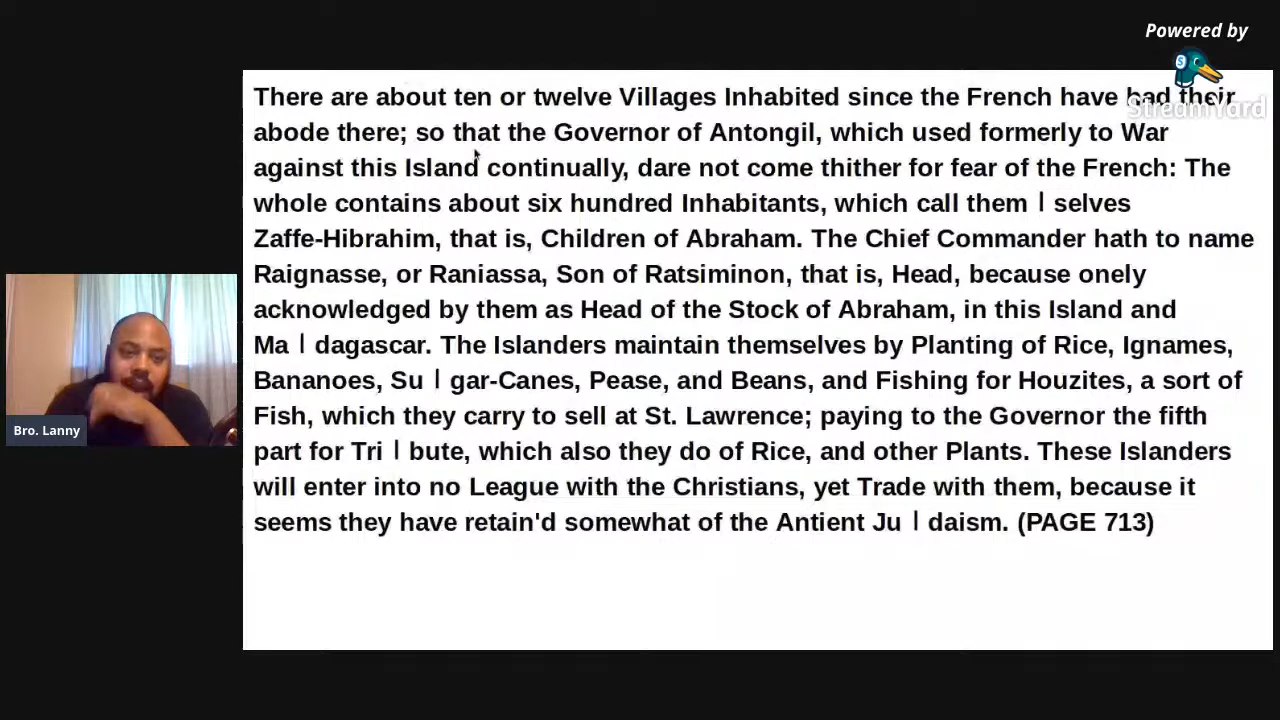 Powered by
StreamYard
There are about ten or twelve Villages Inhabited since the French have had their
abode there; so that the Governor of Antongil, which used formerly to War
against this Island continually, dare not come thither for fear of the French: The
whole contains about six hundred Inhabitants, which call them | selves
Zaffe-Hibrahim, that is, Children of Abraham. The Chief Commander hath to name
Raignasse, or Raniassa, Son of Ratsiminon, that is, Head, because onely
acknowledged by them as Head of the Stock of Abraham, in this Island and
Ma | dagascar. The Islanders maintain themselves by Planting of Rice, Ignames,
Bananoes, Su | gar-Canes, Pease, and Beans, and Fishing for Houzites, a sort of
Fish, which they carry to sell at St. Lawrence; paying to the Governor the fifth
part for Tri | bute, which also they do of Rice, and other Plants. These Islanders
will enter into no League with the Christians, yet Trade with them, because it
seems they have retain'd somewhat of the Antient Ju | daism. (PAGE 713)
Bro. Lanny